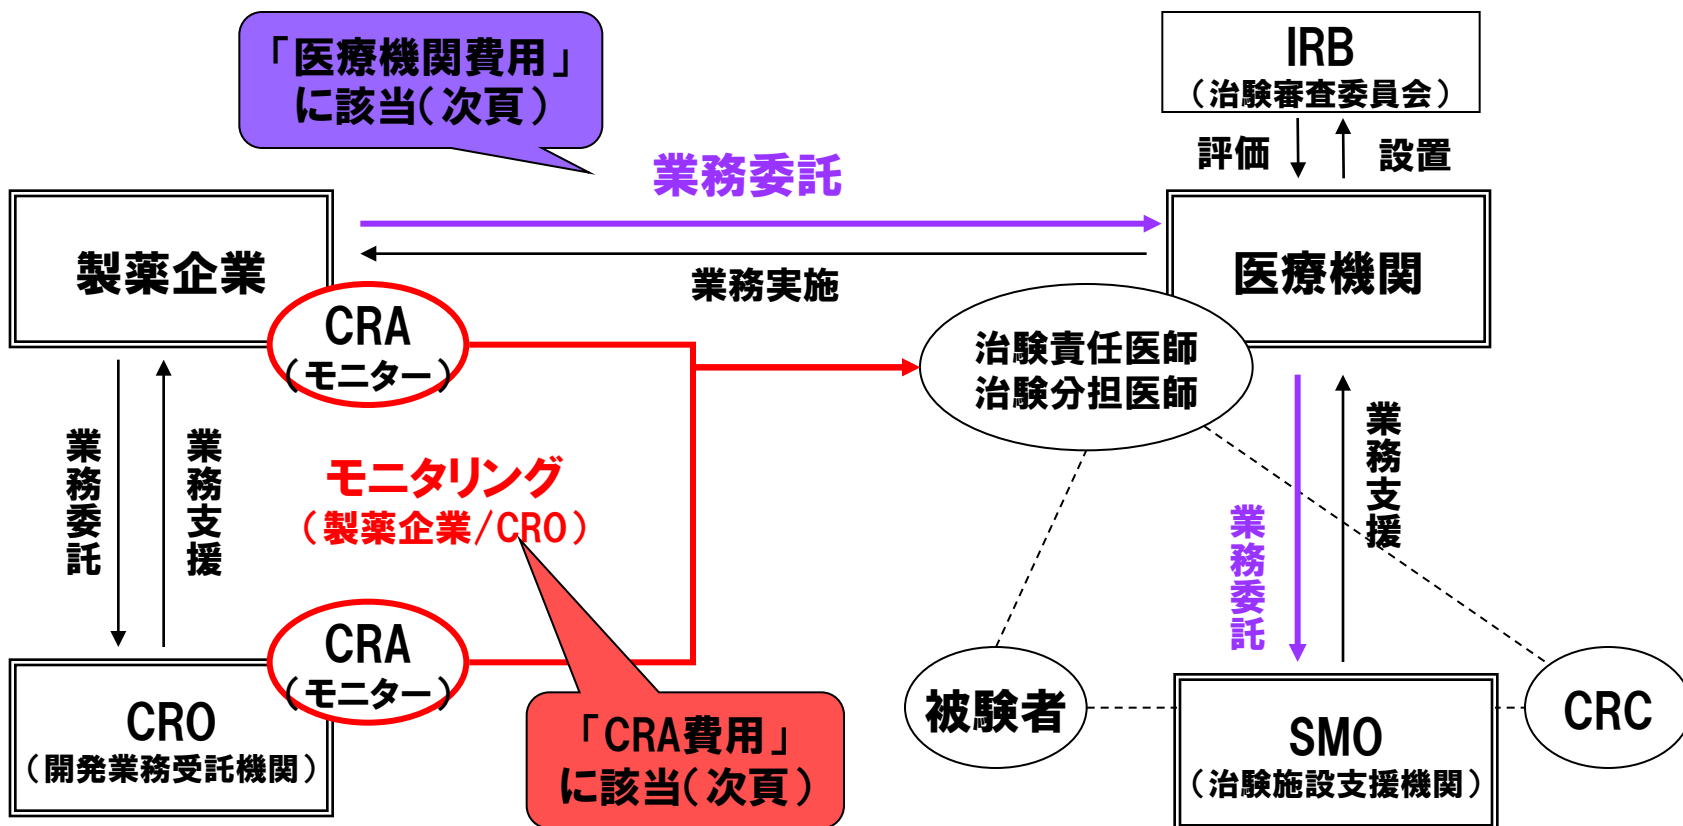 「医療機関費用」
に該当(次頁)
IRB
(治験審査委員会)
評価
設置
業務委託
製薬企業
業務実施
医療機関
CRA
(モニター)
治験責任医師
治験分担医師
業務委託
業務支援
モニタリング
(製薬企業/CRO)
業務委託
業務支援
CRA
(モニター)
CRO
(開発業務受託機関)
「CRA費用」
に該当(次頁)
被験者
SMO
(治験施設支援機関)
CRC